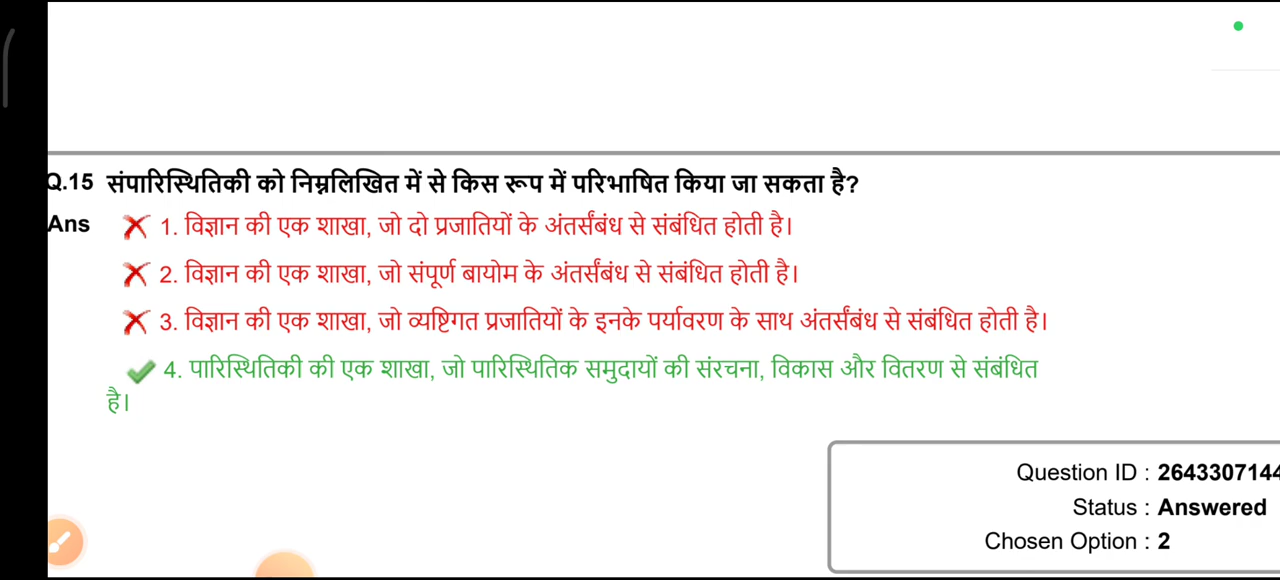 Q.15 संपारिस्थितिकी को निम्नलिखित में से किस रूप में परिभाषित किया जा सकता है?
Ans 1. विज्ञान की एक शाखा, जो दो प्रजातियों के अंतर्संबंध से संबंधित होती है।
2. विज्ञान की एक शाखा, जो संपूर्ण बायोम के अंतर्संबंध से संबंधित होती है।
3. विज्ञान की एक शाखा, जो व्यष्टिगत प्रजातियों के इनके पर्यावरण के साथ अंतर्संबंध से संबंधित होती है।
4. पारिस्थितिकी की एक शाखा, जो पारिस्थितिक समुदायों की संरचना, विकास और वितरण से संबंधित
है।
Question ID : 2643307144
Status : Answered
Chosen Option : 2